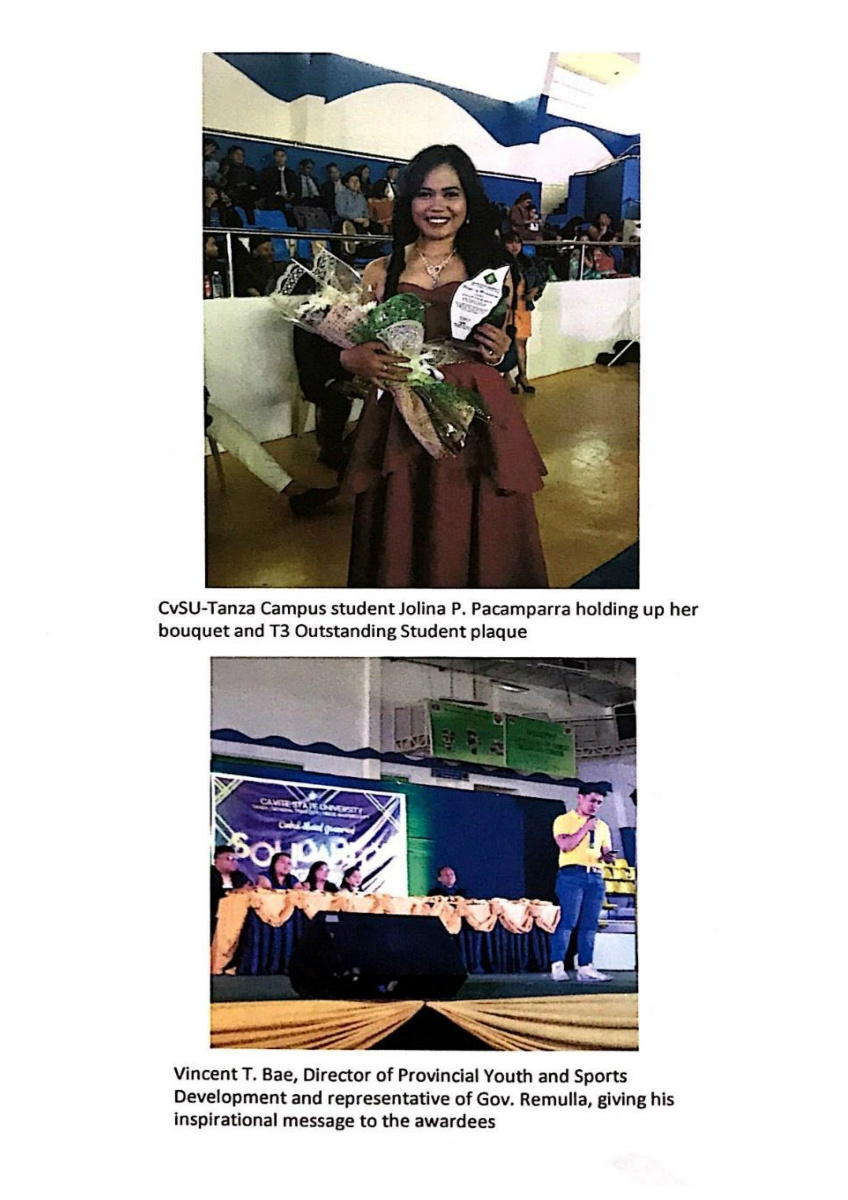 CvSU-Tanza Campus student Jolina P. Pacamparra holding up her
bouquet and T3 Outstanding Student plaque
CAVITE STATE UNIVERSITY
SOLIDARITY
Vincent T. Bae, Director of Provincial Youth and Sports
Development and representative of Gov. Remulla, giving his
inspirational message to the awardees